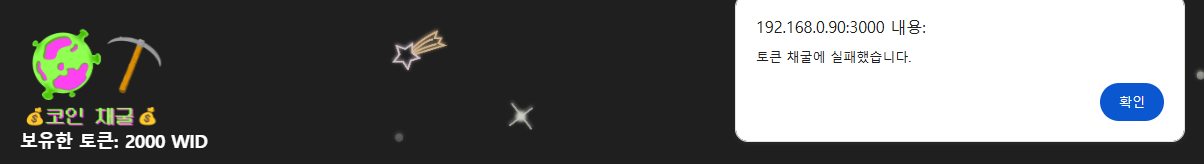 💰코인 채굴💰
보유한 토큰: 2000 WID
192.168.0.90:3000 내용:
토큰 채굴에 실패했습니다.
확인